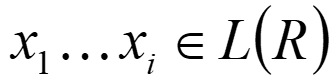 x₁…xᵢ ∈ L(R)